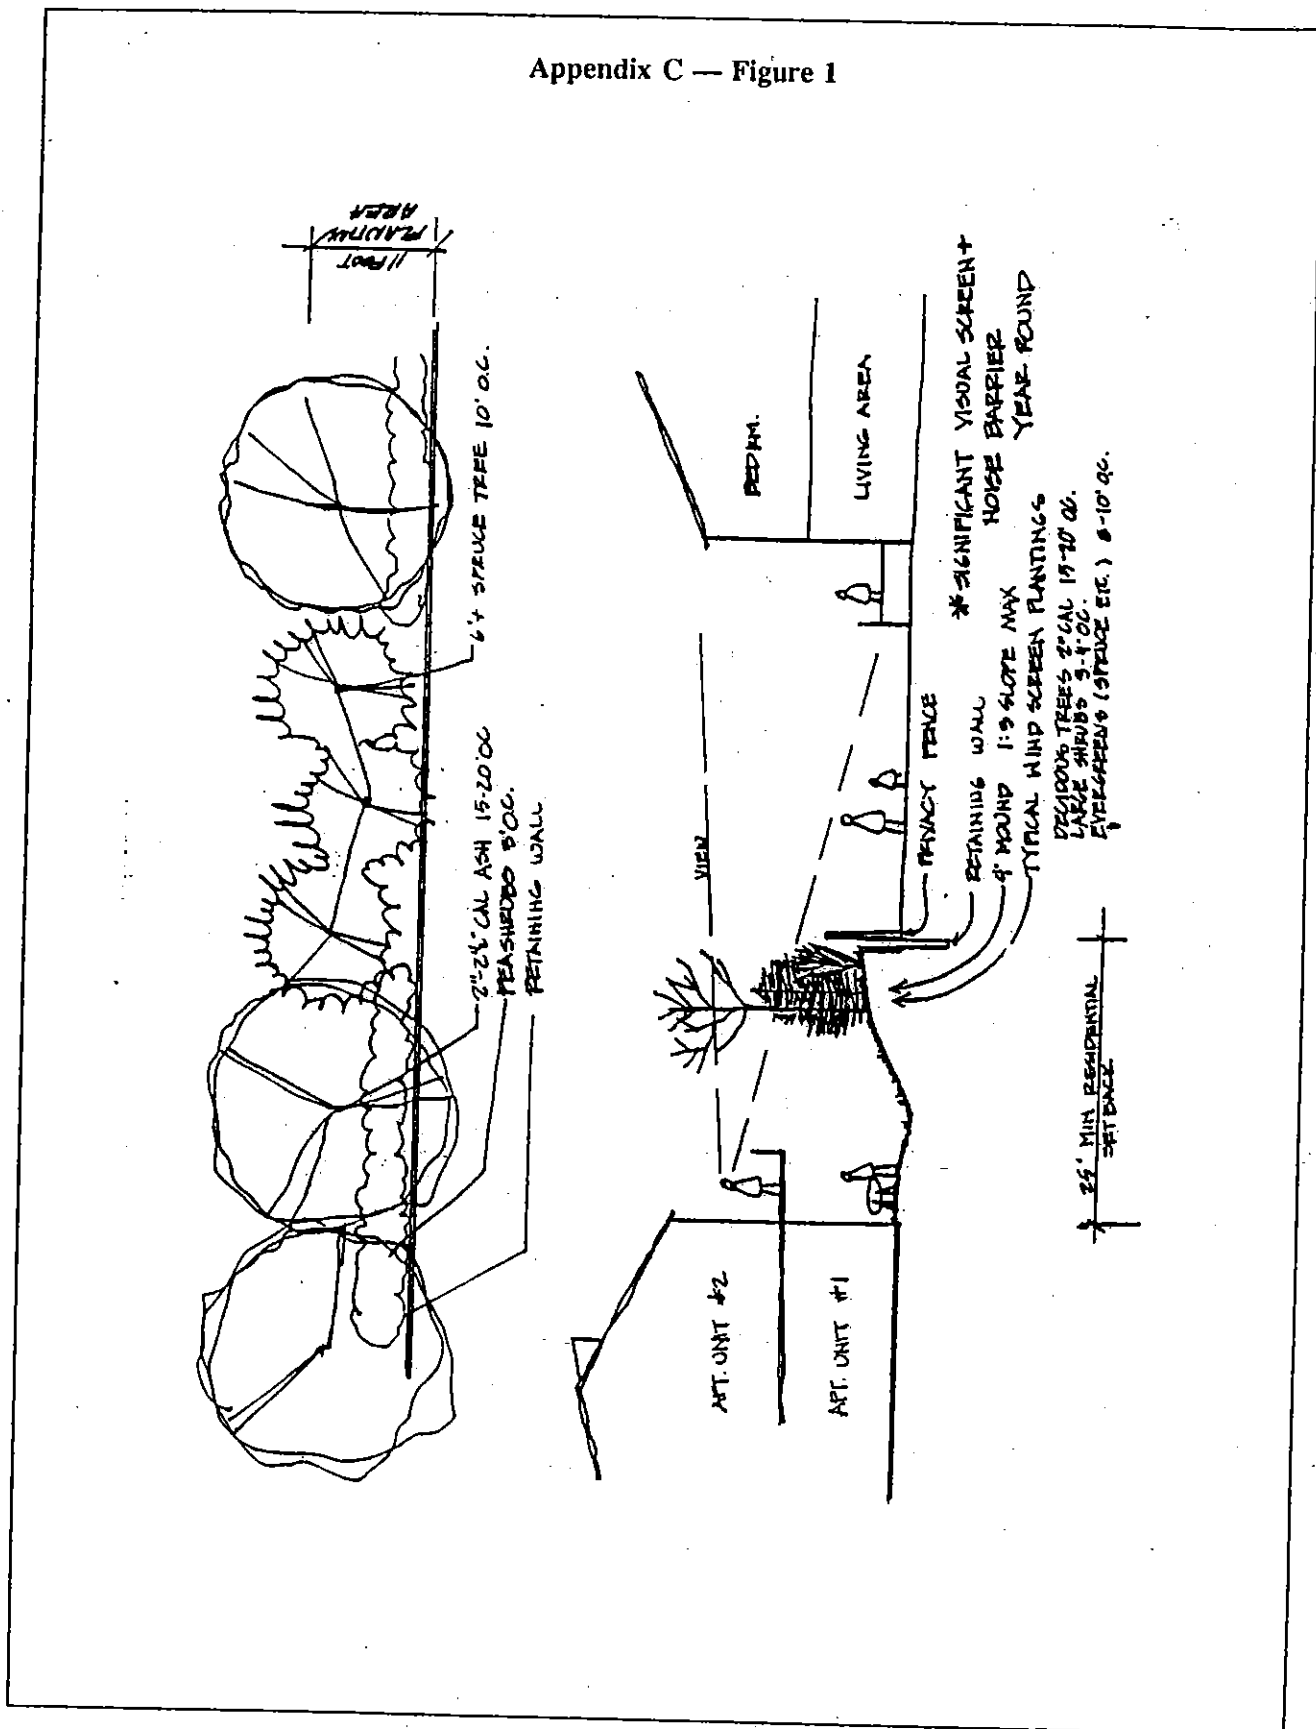 Appendix C — Figure 1
11 FOOT
PLANTING
AREA
6'+ SPRUCE TREE 10' O.C.
2"-2½" CAL ASH 15-20' OC
PEASHRUBS 3' O.C.
RETAINING WALL
VIEW
BEDRM.
LIVING AREA
APT. UNIT #2
APT. UNIT #1
PRIVACY FENCE
RETAINING WALL
4' MOUND 1:3 SLOPE MAX
TYPICAL WIND SCREEN PLANTINGS
DECIDOUS TREES 2" CAL 15-20' OC.
LARGE SHRUBS 3-4' OC.
EVERGREENS (SPRUCE ETC.) 8-10' OC.
* SIGNIFICANT VISUAL SCREEN +
NOISE BARRIER
YEAR ROUND
25' MIN RESIDENTIAL
SETBACK